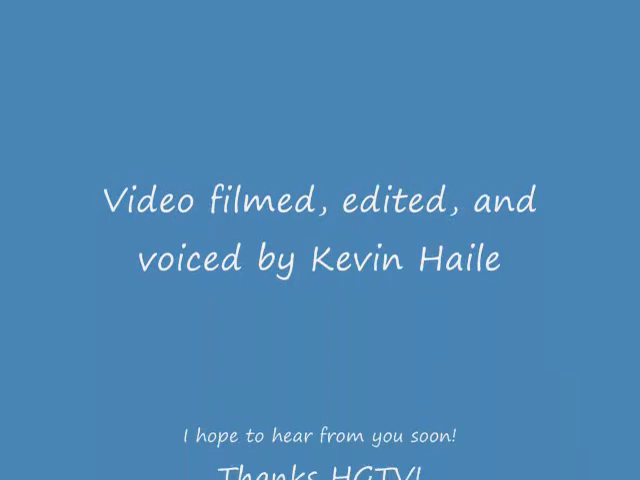 Video filmed, edited, and
voiced by Kevin Haile
I hope to hear from you soon!
Thanks HGTV!